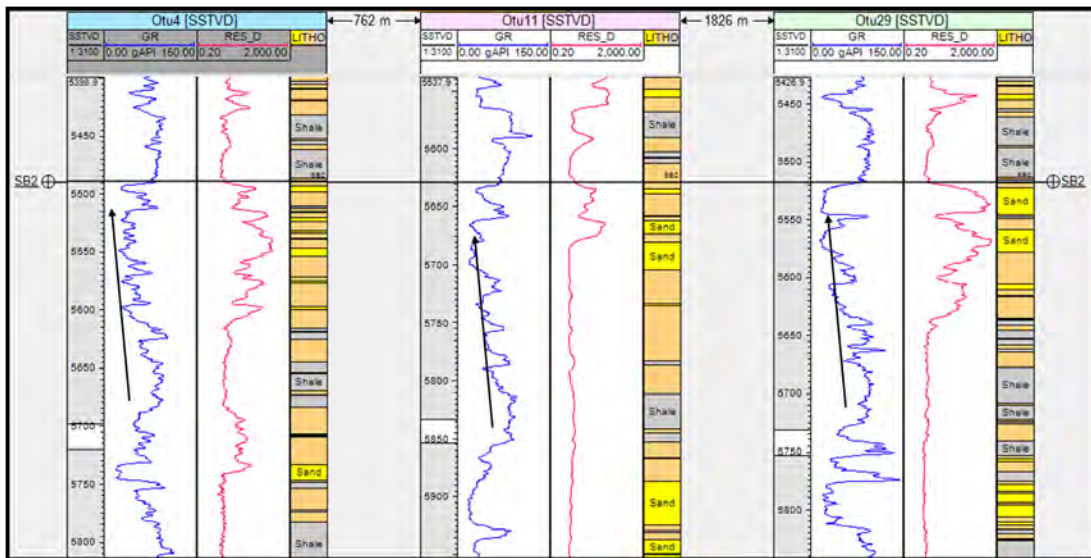 Otu4 [SSTVD]
762 m
Otu11 [SSTVD]
1826 m
Otu29 [SSTVD]
SSTVD GR RES_D LITHO
1:3100 0.00 gAPI 150.00 0.20 2,000.00
SSTVD GR RES_D LITHO
1:3100 0.00 gAPI 150.00 0.20 2,000.00
SSTVD GR RES_D LITHO
1:3100 0.00 gAPI 150.00 0.20 2,000.00
5450
5500
5550
5600
5650
5700
5750
5800
Shale
Shale
Shale
Sand
Shale
5537.9
5600
5650
5700
5750
5800
5850
5900
Shale
Sand
Sand
Shale
Sand
Sand
5426.9
5450
5500
5550
5600
5650
5700
5750
5800
Shale
Shale
Sand
Sand
Shale
Shale
Shale
SB2
SB2